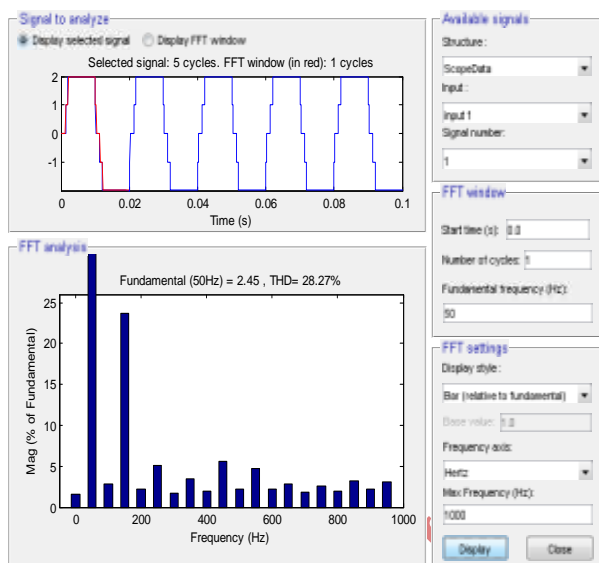 Signal to analyze
Display selected signal Display FFT window
Selected signal: 5 cycles. FFT window (in red): 1 cycles
2
1
0
-1
0 0.02 0.04 0.06 0.08 0.1
Time (s)
FFT analysis
Fundamental (50Hz) = 2.45 , THD= 28.27%
25
20
15
10
5
0
Mag (% of Fundamental)
0 200 400 600 800 1000
Frequency (Hz)
Available signals
Structure :
ScopeData
Input :
input 1
Signal number:
1
FFT window
Start time (s): 0.0
Number of cycles: 1
Fundamental frequency (Hz):
50
FFT settings
Display style :
Bar (relative to fundamental)
Base value: 1.0
Frequency axis:
Hertz
Max Frequency (Hz):
1000
Display Close